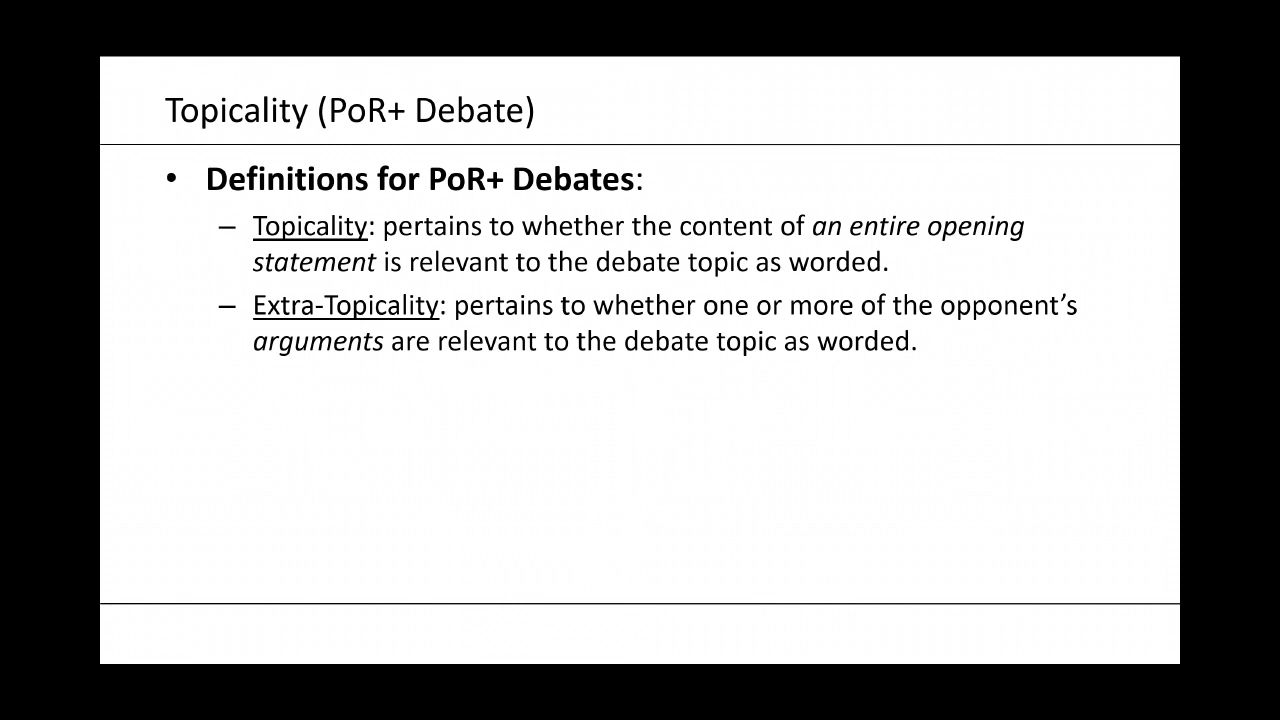 Topicality (PoR+ Debate)
• Definitions for PoR+ Debates:
– Topicality: pertains to whether the content of an entire opening
statement is relevant to the debate topic as worded.
– Extra-Topicality: pertains to whether one or more of the opponent’s
arguments are relevant to the debate topic as worded.